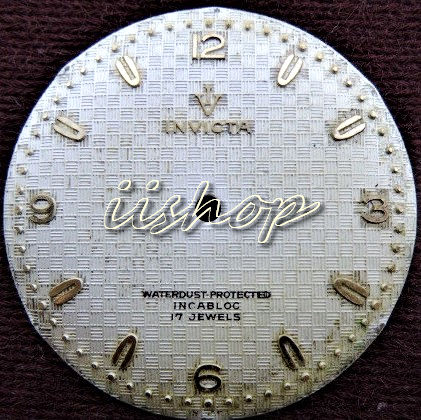 12
INVICTA
9 iishop 3
WATERDUST-PROTECTED
INCABLOC
17 JEWELS
6